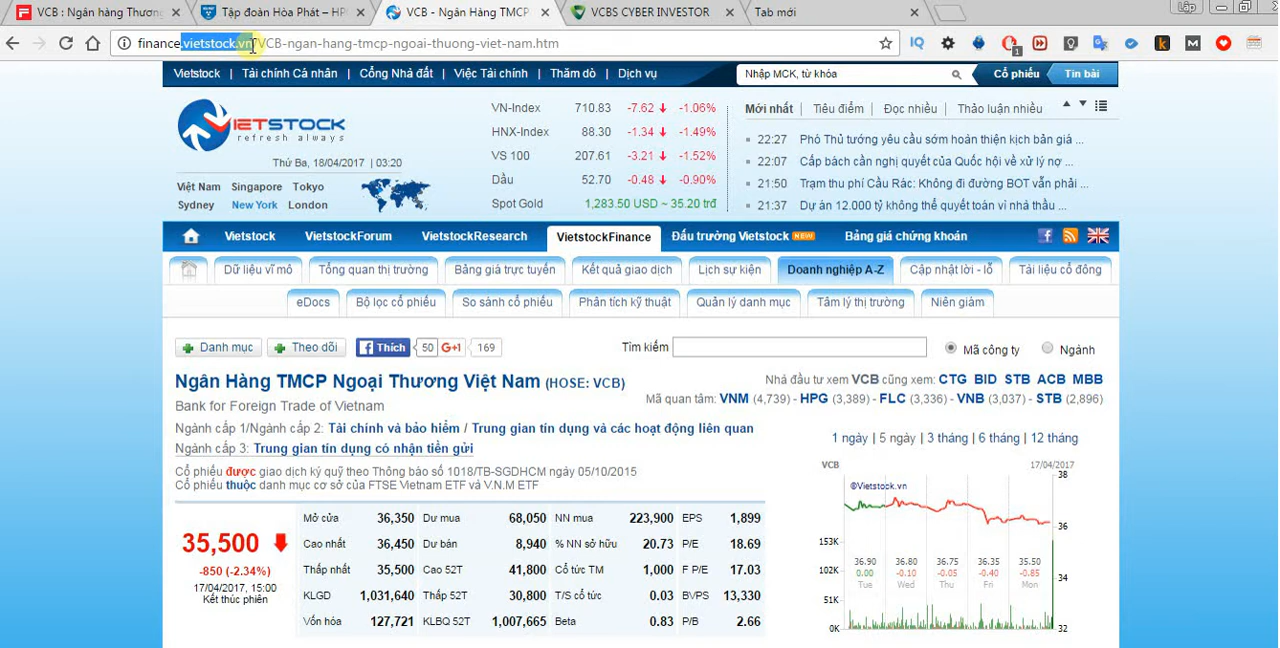 VCB : Ngân hàng Thương
Tập đoàn Hòa Phát – HP
VCB - Ngân Hàng TMCP
VCBS CYBER INVESTOR
Tab mới
Lập
finance.vietstock.vn/VCB-ngan-hang-tmcp-ngoai-thuong-viet-nam.htm
IQ
1
k
M
Vietstock | Tài chính Cá nhân | Cổng Nhà đất | Việc Tài chính | Thăm dò | Dịch vụ
Nhập MCK, từ khóa
Cổ phiếu
Tin bài
VIETSTOCK
refresh always
Thứ Ba, 18/04/2017 | 03:20
Việt Nam Singapore Tokyo
Sydney New York London
VN-Index 710.83 -7.62 -1.06%
HNX-Index 88.30 -1.34 -1.49%
VS 100 207.61 -3.21 -1.52%
Dầu 52.70 -0.48 -0.90%
Spot Gold 1,283.50 USD ~ 35.20 trđ
Mới nhất | Tiêu điểm | Đọc nhiều | Thảo luận nhiều
22:27 Phó Thủ tướng yêu cầu sớm hoàn thiện kịch bản giá ...
22:07 Cấp bách cần nghị quyết của Quốc hội về xử lý nợ ...
21:50 Trạm thu phí Cầu Rác: Không đi đường BOT vẫn phải ...
21:37 Dự án 12.000 tỷ không thể quyết toán vì nhà thầu ...
Vietstock
VietstockForum
VietstockResearch
VietstockFinance
Đấu trường Vietstock NEW
Bảng giá chứng khoán
Dữ liệu vĩ mô
Tổng quan thị trường
Bảng giá trực tuyến
Kết quả giao dịch
Lịch sự kiện
Doanh nghiệp A-Z
Cập nhật lời - lỗ
Tài liệu cổ đông
eDocs
Bộ lọc cổ phiếu
So sánh cổ phiếu
Phân tích kỹ thuật
Quản lý danh mục
Tâm lý thị trường
Niên giám
Danh mục
Theo dõi
Thích 50
G+1 169
Tìm kiếm
Mã công ty
Ngành
Ngân Hàng TMCP Ngoại Thương Việt Nam (HOSE: VCB)
Bank for Foreign Trade of Vietnam
Ngành cấp 1/Ngành cấp 2: Tài chính và bảo hiểm / Trung gian tín dụng và các hoạt động liên quan
Ngành cấp 3: Trung gian tín dụng có nhận tiền gửi
Cổ phiếu được giao dịch ký quỹ theo Thông báo số 1018/TB-SGDHCM ngày 05/10/2015
Cổ phiếu thuộc danh mục cơ sở của FTSE Vietnam ETF và V.N.M ETF
Nhà đầu tư xem VCB cũng xem: CTG BID STB ACB MBB
Mã quan tâm: VNM (4,739) - HPG (3,389) - FLC (3,336) - VNB (3,037) - STB (2,896)
35,500
-850 (-2.34%)
17/04/2017, 15:00
Kết thúc phiên
Mở cửa 36,350 Dư mua 68,050 NN mua 223,900 EPS 1,899
Cao nhất 36,450 Dư bán 8,940 % NN sở hữu 20.73 P/E 18.69
Thấp nhất 35,500 Cao 52T 41,800 Cổ tức TM 1,000 F P/E 17.03
KLGD 1,031,640 Thấp 52T 30,800 T/S cổ tức 0.03 BVPS 13,330
Vốn hóa 127,721 KLBQ 52T 1,007,665 Beta 0.83 P/B 2.66
1 ngày | 5 ngày | 3 tháng | 6 tháng | 12 tháng
VCB 17/04/2017
©Vietstock.vn
38
36
34
32
153K
102K
51K
0K
36.90 36.80 36.75 36.35 35.50
0.00 -0.10 -0.05 -0.40 -0.85
Tue Wed Thu Fri Mon